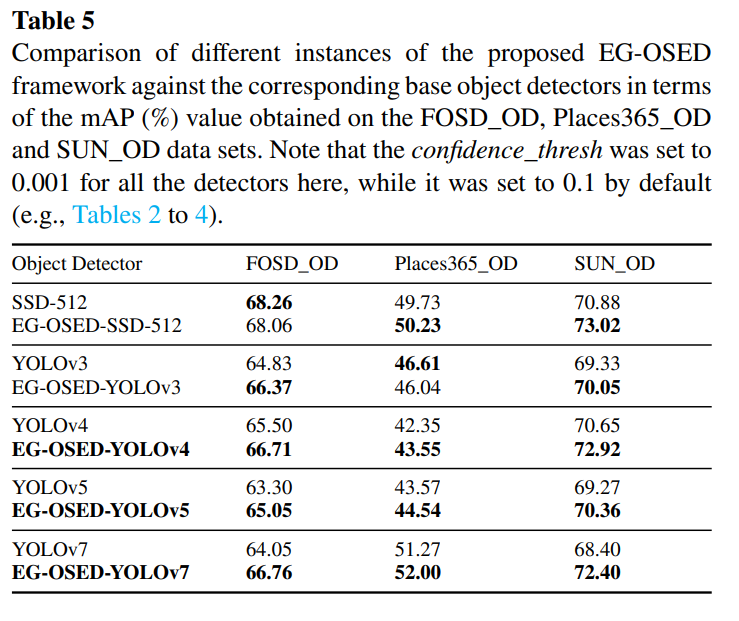 Table 5
Comparison of different instances of the proposed EG-OSED
framework against the corresponding base object detectors in terms
of the mAP (%) value obtained on the FOSD_OD, Places365_OD
and SUN_OD data sets. Note that the confidence_thresh was set to
0.001 for all the detectors here, while it was set to 0.1 by default
(e.g., Tables 2 to 4).
Object Detector FOSD_OD Places365_OD SUN_OD
SSD-512 68.26 49.73 70.88
EG-OSED-SSD-512 68.06 50.23 73.02
YOLOv3 64.83 46.61 69.33
EG-OSED-YOLOv3 66.37 46.04 70.05
YOLOv4 65.50 42.35 70.65
EG-OSED-YOLOv4 66.71 43.55 72.92
YOLOv5 63.30 43.57 69.27
EG-OSED-YOLOv5 65.05 44.54 70.36
YOLOv7 64.05 51.27 68.40
EG-OSED-YOLOv7 66.76 52.00 72.40